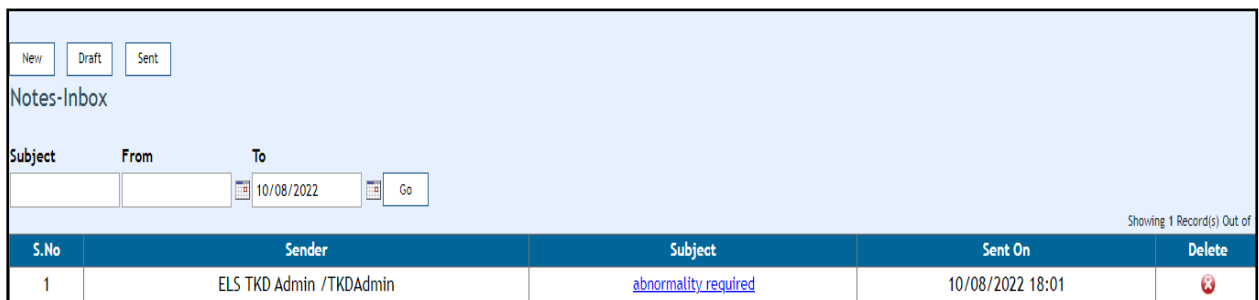 New Draft Sent
Notes-Inbox
Subject From To
10/08/2022 Go
Showing 1 Record(s) Out of
S.No Sender Subject Sent On Delete
1 ELS TKD Admin /TKDAdmin abnormality required 10/08/2022 18:01